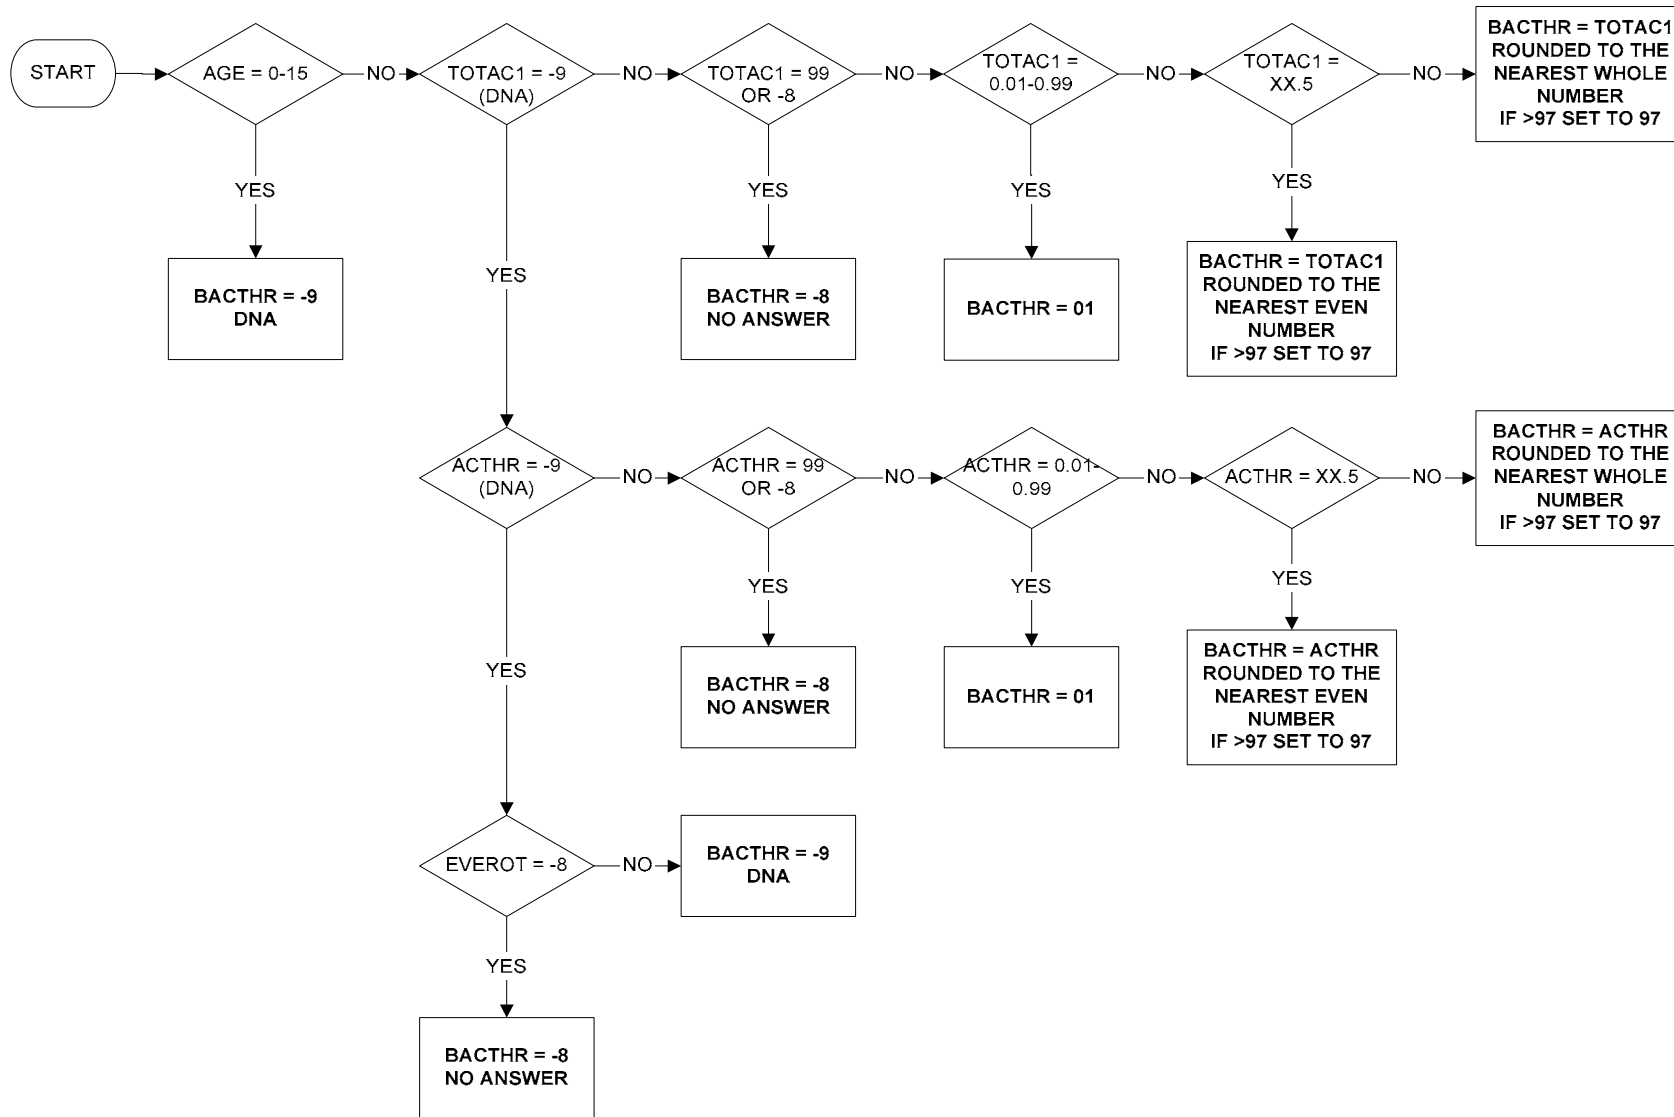 START
AGE = 0-15
NO
TOTAC1 = -9
(DNA)
NO
TOTAC1 = 99
OR -8
NO
TOTAC1 =
0.01-0.99
NO
TOTAC1 =
XX.5
NO
BACTHR = TOTAC1
ROUNDED TO THE
NEAREST WHOLE
NUMBER
IF >97 SET TO 97
YES
YES
YES
YES
YES
BACTHR = -9
DNA
BACTHR = -8
NO ANSWER
BACTHR = 01
BACTHR = TOTAC1
ROUNDED TO THE
NEAREST EVEN
NUMBER
IF >97 SET TO 97
ACTHR = -9
(DNA)
NO
ACTHR = 99
OR -8
NO
ACTHR = 0.01-
0.99
NO
ACTHR = XX.5
NO
BACTHR = ACTHR
ROUNDED TO THE
NEAREST WHOLE
NUMBER
IF >97 SET TO 97
YES
YES
YES
YES
BACTHR = -8
NO ANSWER
BACTHR = 01
BACTHR = ACTHR
ROUNDED TO THE
NEAREST EVEN
NUMBER
IF >97 SET TO 97
EVEROT = -8
NO
BACTHR = -9
DNA
YES
BACTHR = -8
NO ANSWER